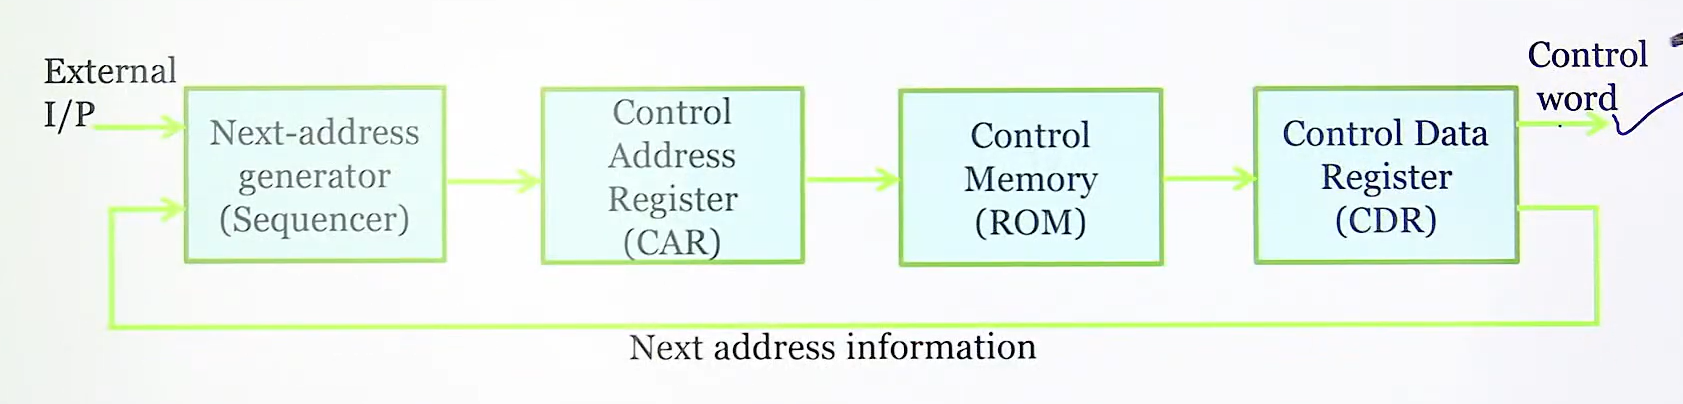 External
I/P
Next-address
generator
(Sequencer)
Control
Address
Register
(CAR)
Control
Memory
(ROM)
Control Data
Register
(CDR)
Control
word
Next address information